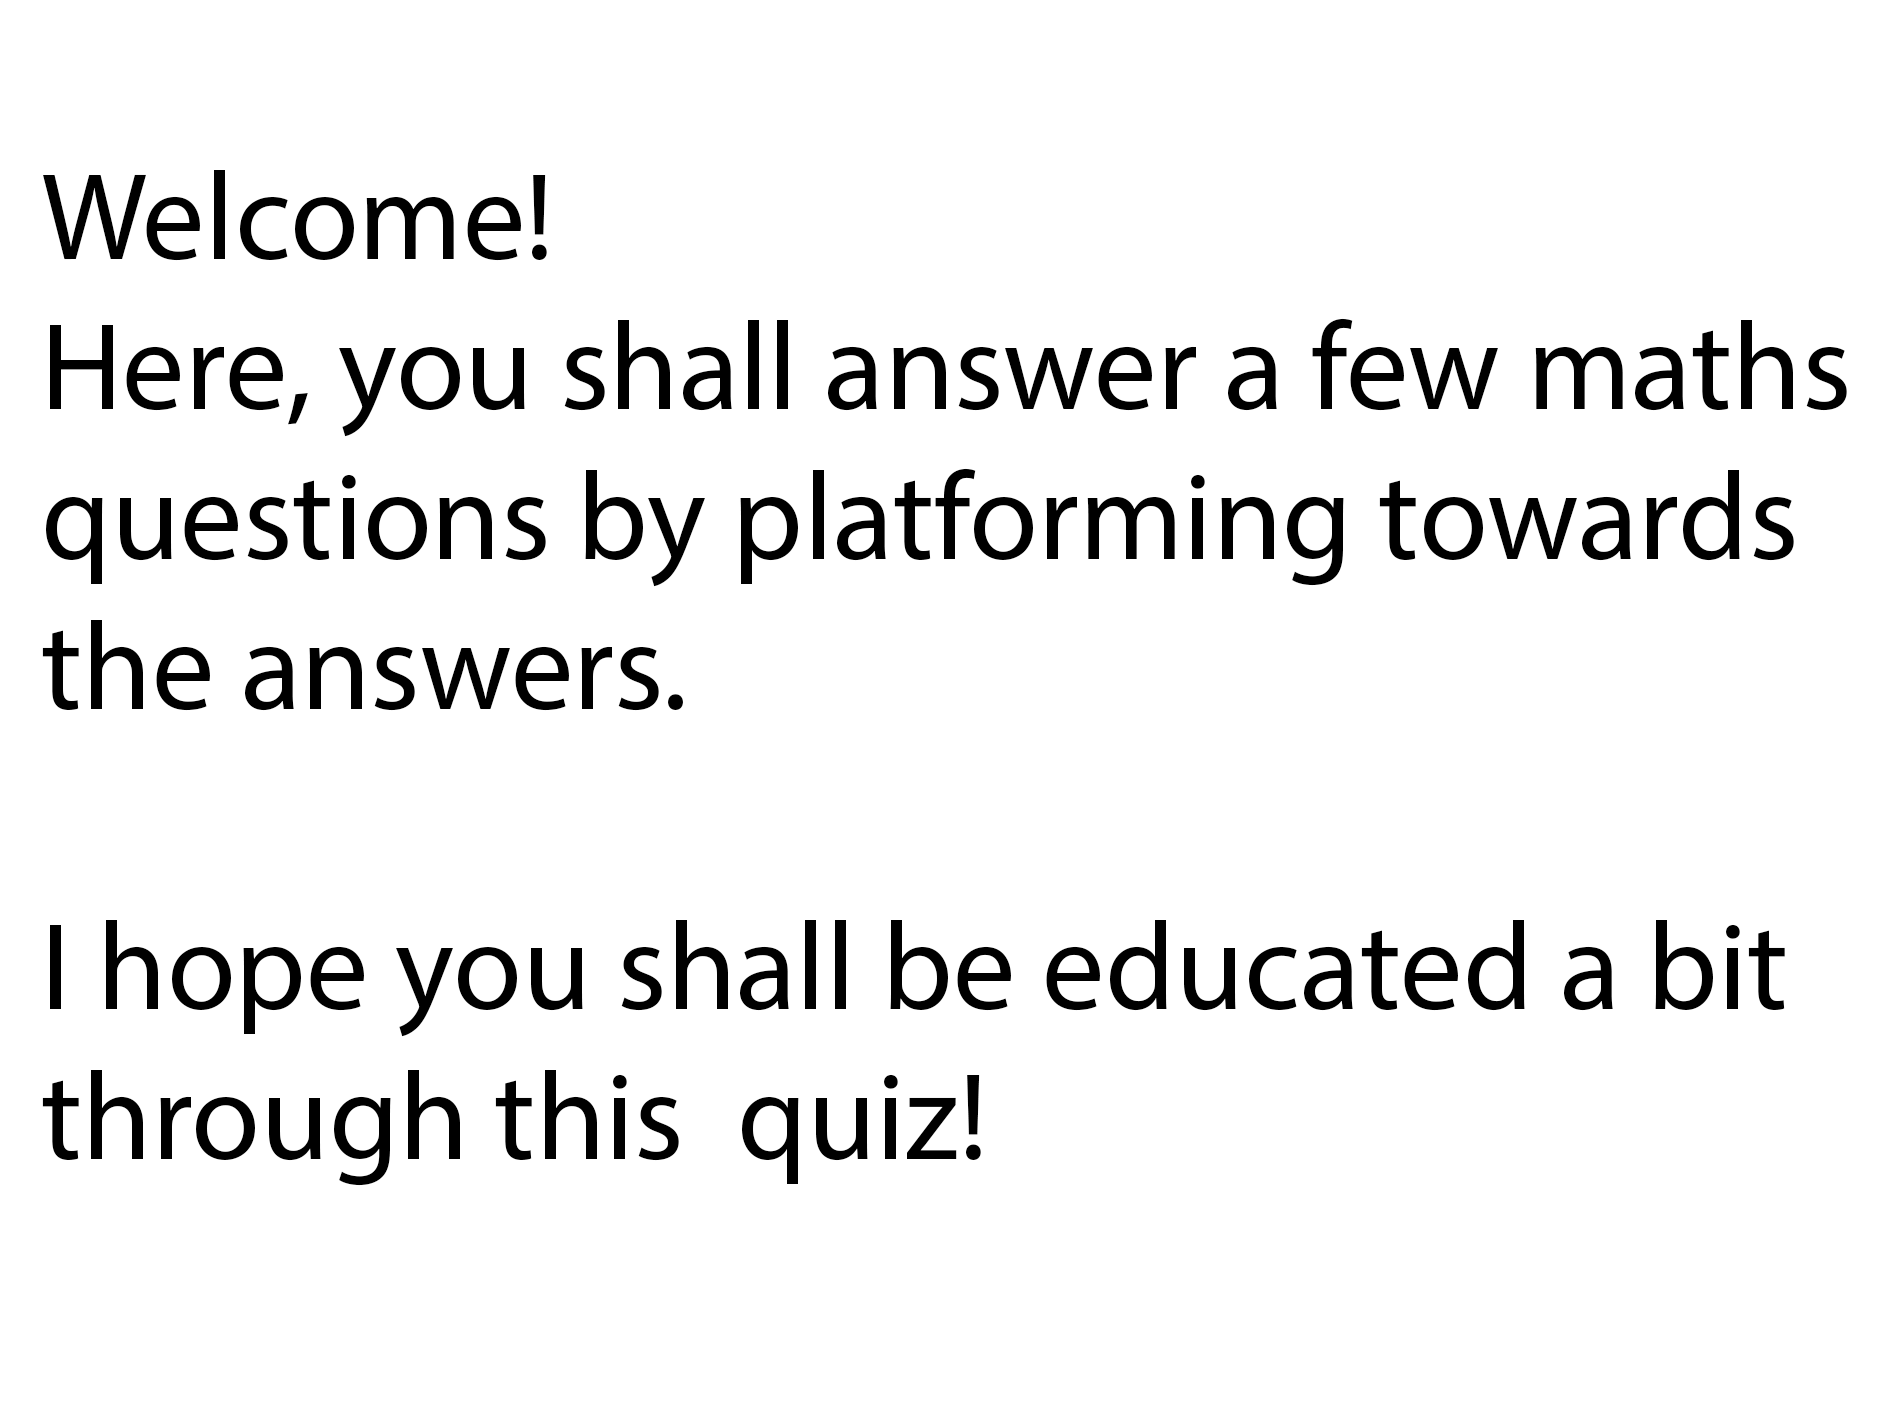 Welcome!
Here, you shall answer a few maths
questions by platforming towards
the answers.
I hope you shall be educated a bit
through this  quiz!